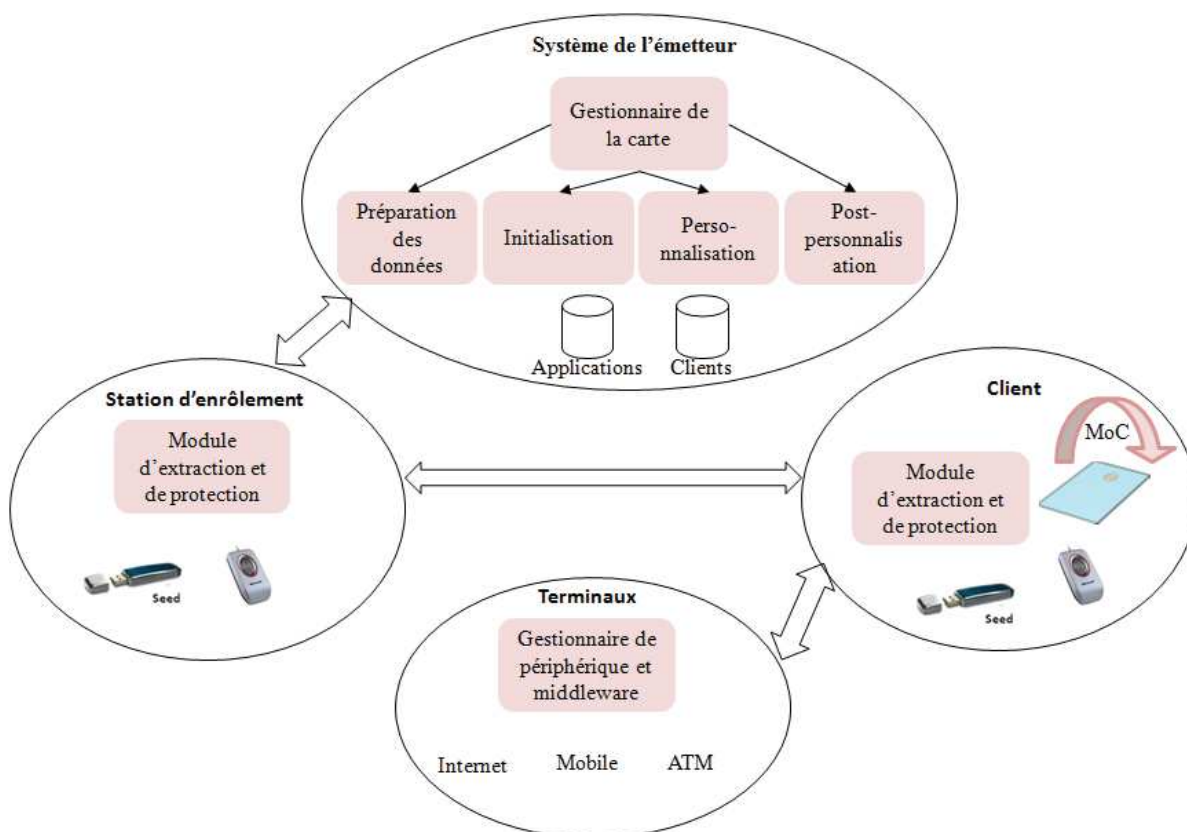 Système de l'émetteur
Gestionnaire de
la carte
Préparation
des
données
Initialisation
Perso-
nnalisation
Post-
personnalis
ation
Applications
Clients
Station d'enrôlement
Module
d'extraction et
de protection
Seed
Client
MoC
Module
d'extraction et
de protection
Seed
Terminaux
Gestionnaire de
périphérique et
middleware
Internet
Mobile
ATM